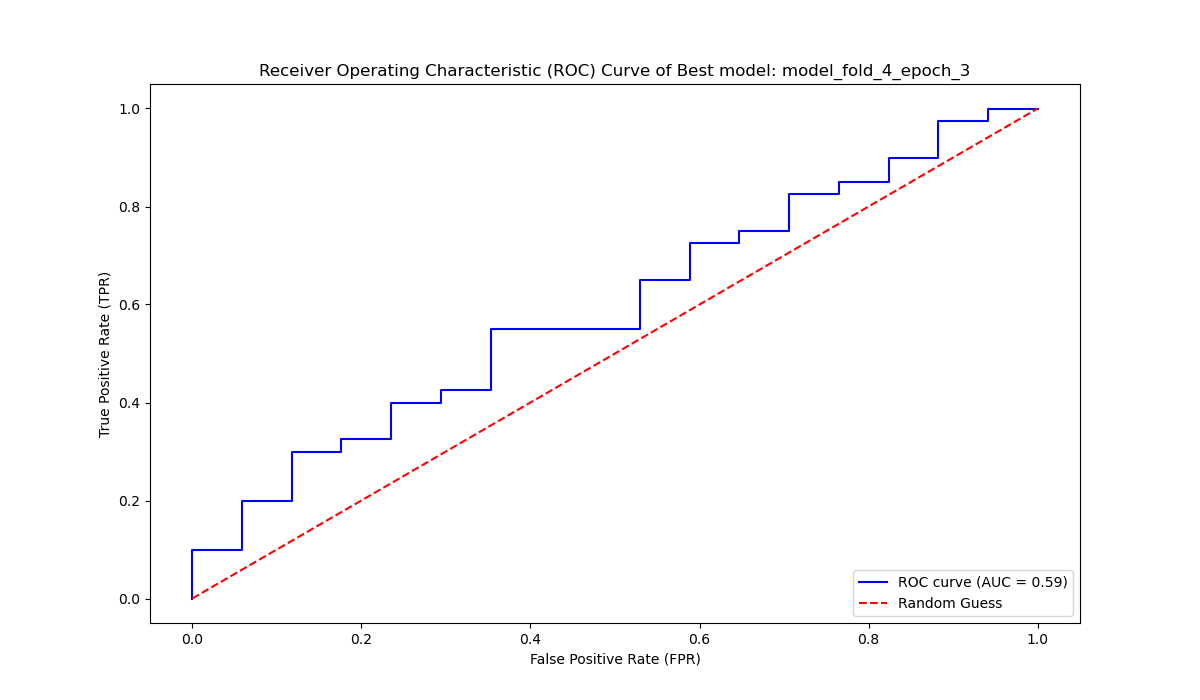 Receiver Operating Characteristic (ROC) Curve of Best model: model_fold_4_epoch_3
True Positive Rate (TPR)
1.0
0.8
0.6
0.4
0.2
0.0
0.0 0.2 0.4 0.6 0.8 1.0
False Positive Rate (FPR)
ROC curve (AUC = 0.59)
Random Guess